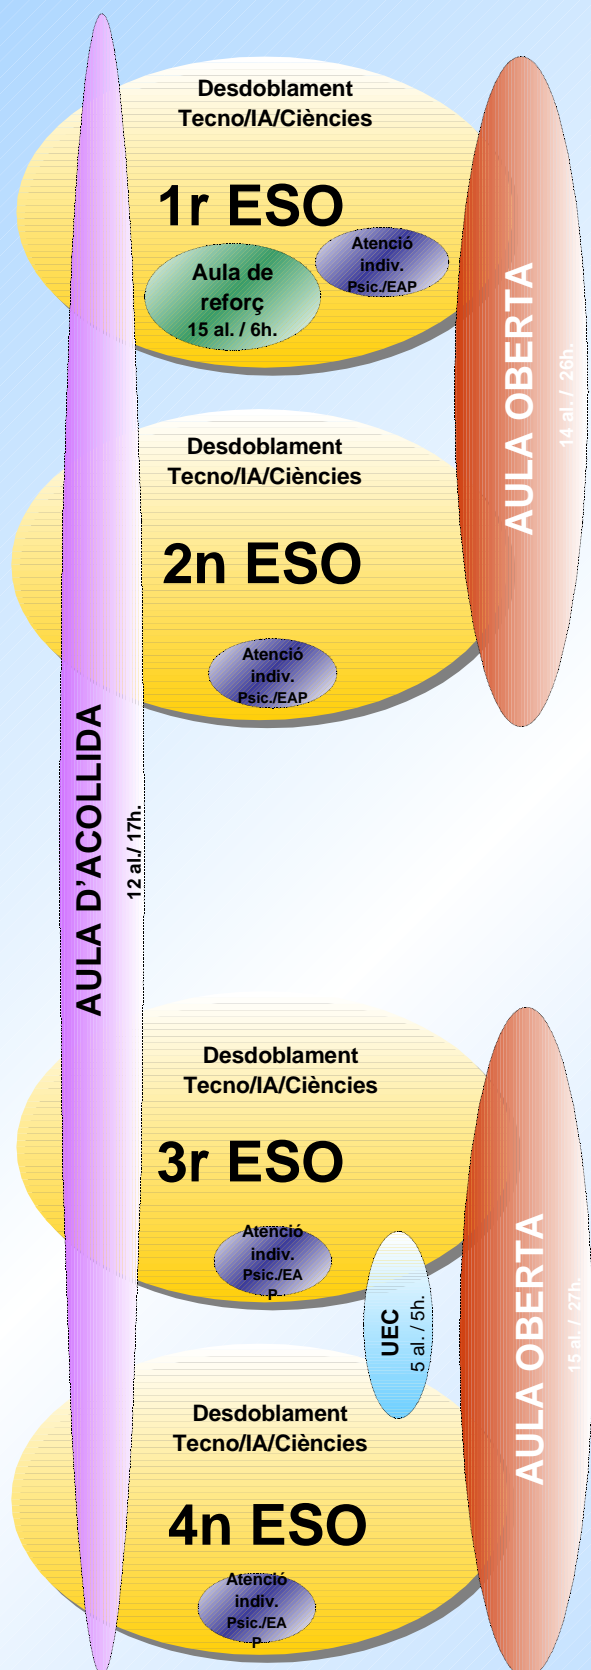 Desdoblament
Tecno/IA/Ciències
1r ESO
Atenció
indiv.
Psic./EAP
Aula de
reforç
15 al. / 6h.
AULA OBERTA
14 al. / 26h.
Desdoblament
Tecno/IA/Ciències
2n ESO
Atenció
indiv.
Psic./EAP
AULA D'ACOLLIDA
12 al./ 17h.
Desdoblament
Tecno/IA/Ciències
3r ESO
Atenció
indiv.
Psic./EA
P
UEC
5 al. / 5h.
AULA OBERTA
15 al. / 27h.
Desdoblament
Tecno/IA/Ciències
4n ESO
Atenció
indiv.
Psic./EA
P